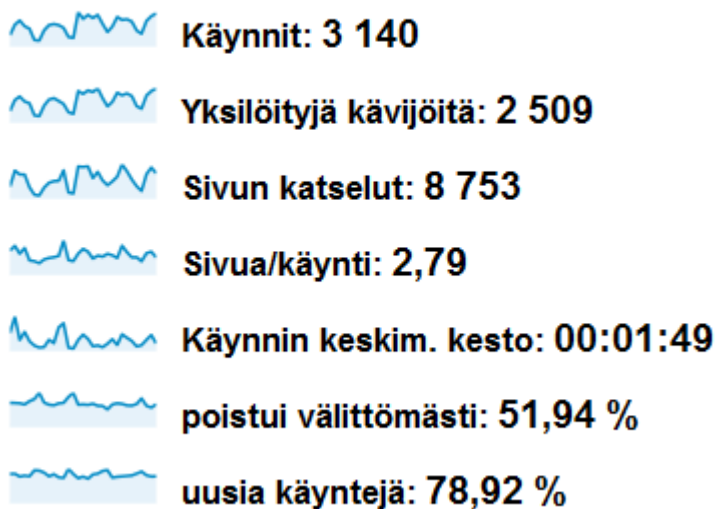 Käynnit: 3 140
Yksilöityjä kävijöitä: 2 509
Sivun katselut: 8 753
Sivua/käynti: 2,79
Käynnin keskim. kesto: 00:01:49
poistui välittömästi: 51,94 %
uusia käyntejä: 78,92 %